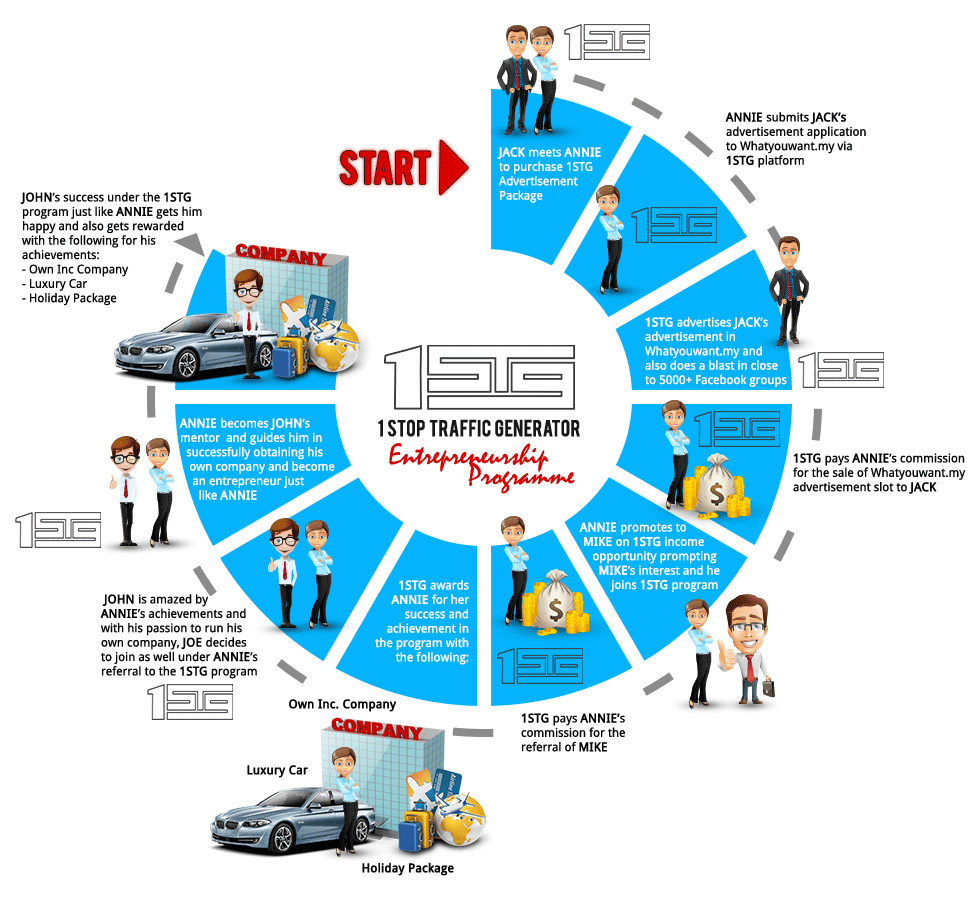 1STG
START
JACK meets ANNIE
to purchase 1STG
Advertisement
Package
ANNIE submits JACK's
advertisement application
to Whatyouwant.my via
1STG platform
1STG
1STG advertises JACK's
advertisement in
Whatyouwant.my and
also does a blast in close
to 5000+ Facebook groups
1STG
1STG
1STG pays ANNIE's commission
for the sale of Whatyouwant.my
advertisement slot to JACK
$
ANNIE promotes to
MIKE on 1STG income
opportunity prompting
MIKE's interest and he
joins 1STG program
$
1STG
1STG pays ANNIE's
commission for the
referral of MIKE
1STG awards
ANNIE for her
success and
achievement in
the program with
the following:
Own Inc. Company
COMPANY
Luxury Car
Holiday Package
JOHN is amazed by
ANNIE's achievements and
with his passion to run his
own company, JOE decides
to join as well under ANNIE's
referral to the 1STG program
1STG
ANNIE becomes JOHN's
mentor and guides him in
successfully obtaining his
own company and become
an entrepreneur just
like ANNIE
1STG
JOHN's success under the 1STG
program just like ANNIE gets him
happy and also gets rewarded
with the following for his
achievements:
- Own Inc Company
- Luxury Car
- Holiday Package
COMPANY
1STG
1 STOP TRAFFIC GENERATOR
Entrepreneurship
Programme